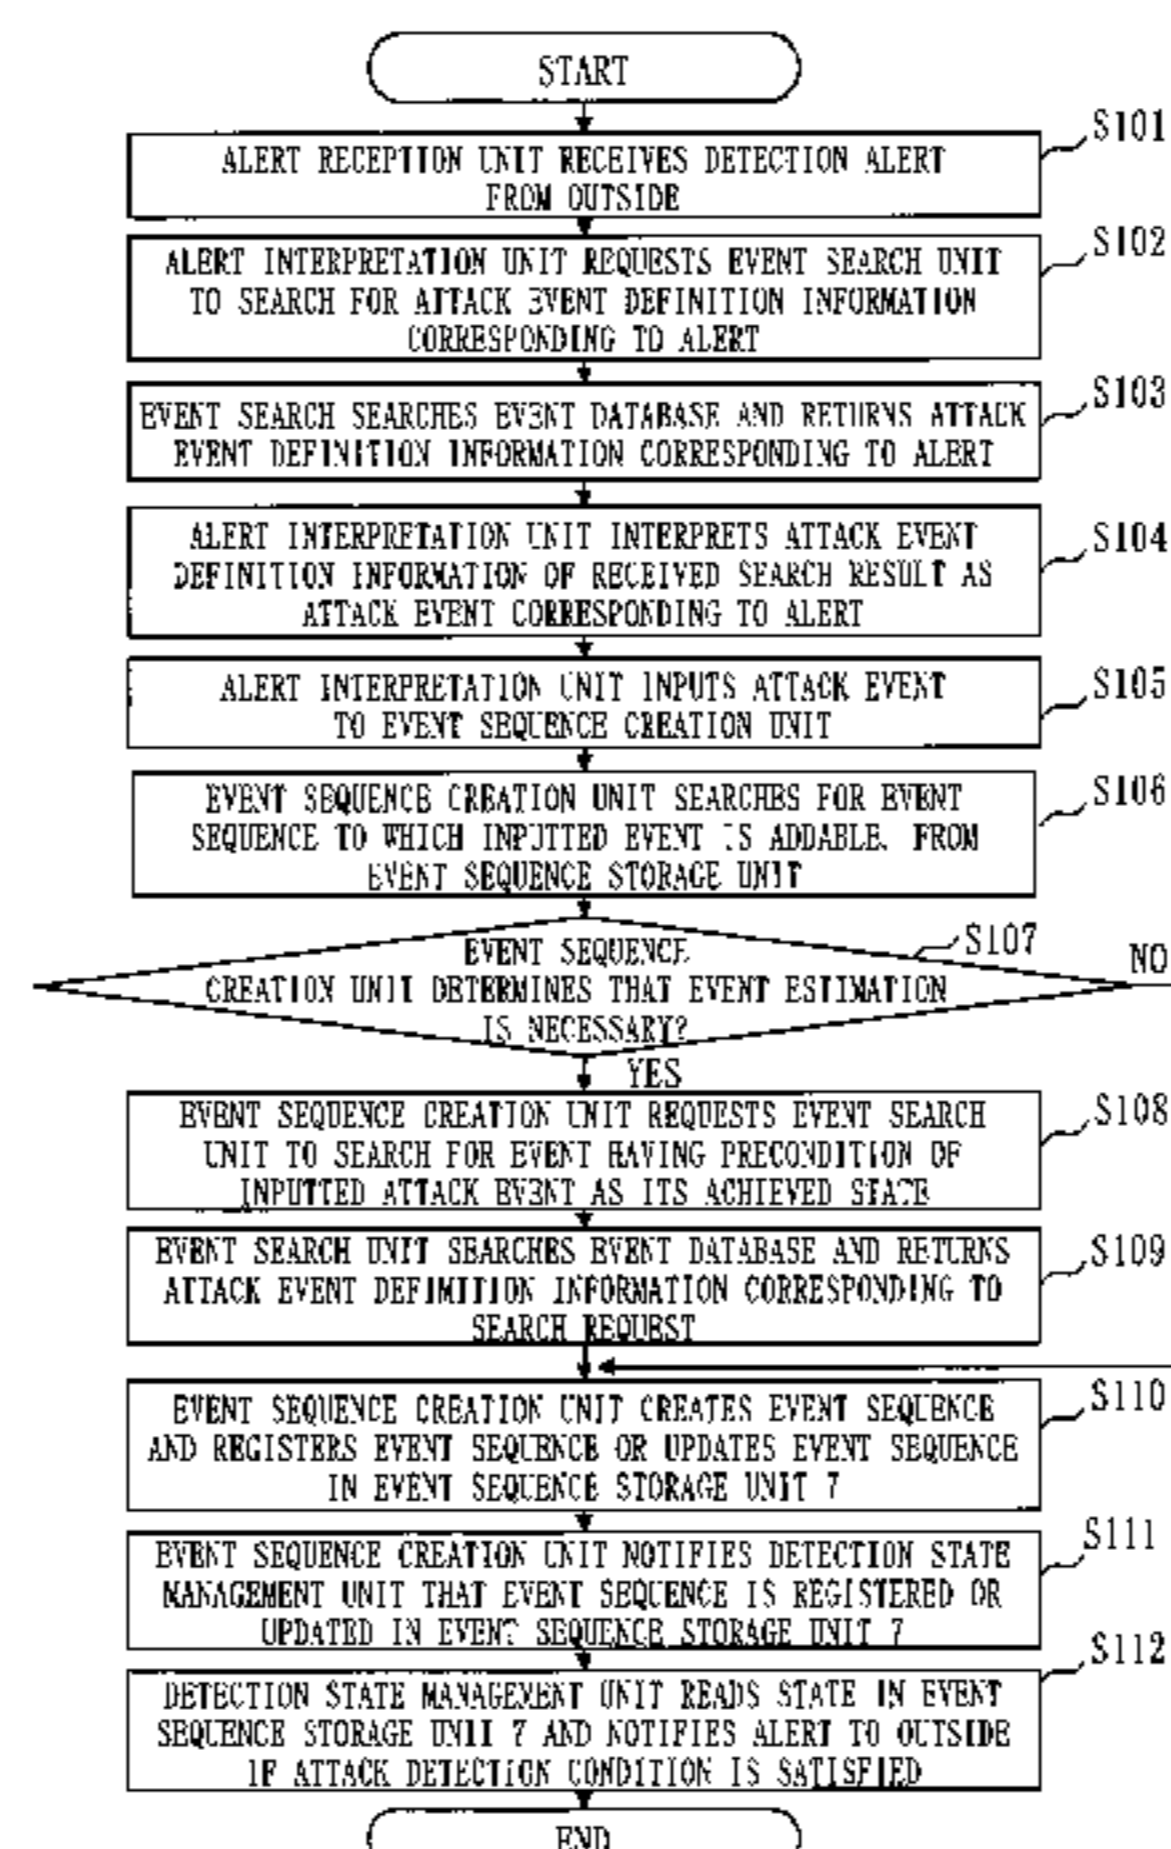 START
S101
ALERT RECEPTION UNIT RECEIVES DETECTION ALERT
FROM OUTSIDE
S102
ALERT INTERPRETATION UNIT REQUESTS EVENT SEARCH UNIT
TO SEARCH FOR ATTACK EVENT DEFINITION INFORMATION
CORRESPONDING TO ALERT
S103
EVENT SEARCH SEARCHES EVENT DATABASE AND RETURNS ATTACK
EVENT DEFINITION INFORMATION CORRESPONDING TO ALERT
S104
ALERT INTERPRETATION UNIT INTERPRETS ATTACK EVENT
DEFINITION INFORMATION OF RECEIVED SEARCH RESULT AS
ATTACK EVENT CORRESPONDING TO ALERT
S105
ALERT INTERPRETATION UNIT INPUTS ATTACK EVENT
TO EVENT SEQUENCE CREATION UNIT
S106
EVENT SEQUENCE CREATION UNIT SEARCHES FOR EVENT
SEQUENCE TO WHICH INPUTTED EVENT IS ADDABLE, FROM
EVENT SEQUENCE STORAGE UNIT
S107
EVENT SEQUENCE
CREATION UNIT DETERMINES THAT EVENT ESTIMATION
IS NECESSARY?
NO
YES
S108
EVENT SEQUENCE CREATION UNIT REQUESTS EVENT SEARCH
UNIT TO SEARCH FOR EVENT HAVING PRECONDITION OF
INPUTTED ATTACK EVENT AS ITS ACHIEVED STATE
S109
EVENT SEARCH UNIT SEARCHES EVENT DATABASE AND RETURNS
ATTACK EVENT DEFIMITION INFORMATION CORRESPONDING TO
SEARCH REQUEST
S110
EVENT SEQUENCE CREATION UNIT CREATES EVENT SEQUENCE
AND REGISTERS EVENT SEQUENCE OR UPDATES EVENT SEQUENCE
IN EVENT SEQUENCE STORAGE UNIT 7
S111
EVENT SEQUENCE CREATION UNIT NOTIFIES DETECTION STATE
MANAGEMENT UNIT THAT EVENT SEQUENCE IS REGISTERED OR
UPDATED IN EVENT SEQUENCE STORAGE UNIT 7
S112
DETECTION STATE MANAGEMENT UNIT READS STATE IN EVENT
SEQUENCE STORAGE UNIT 7 AND NOTIFIES ALERT TO OUTSIDE
IF ATTACK DETECTION CONDITION IS SATISFIED
END